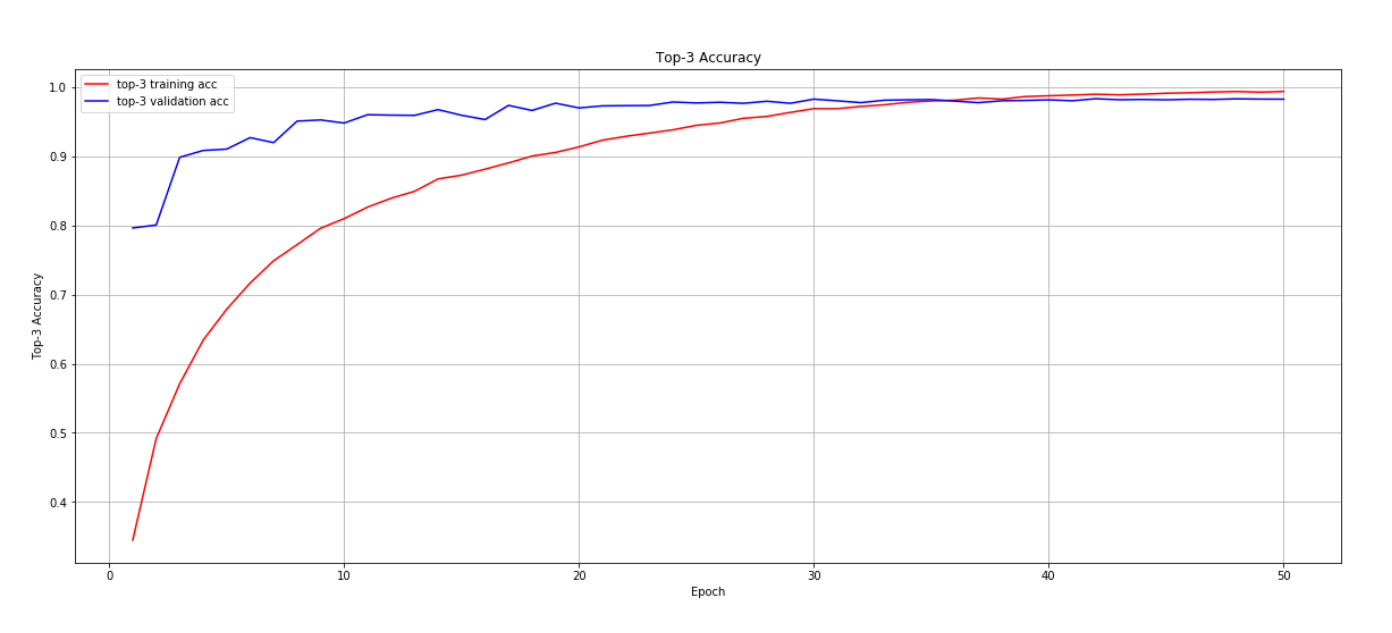 Top-3 Accuracy
top-3 training acc
top-3 validation acc
1.0
0.9
0.8
0.7
0.6
0.5
0.4
Top-3 Accuracy
0 10 20 30 40 50
Epoch